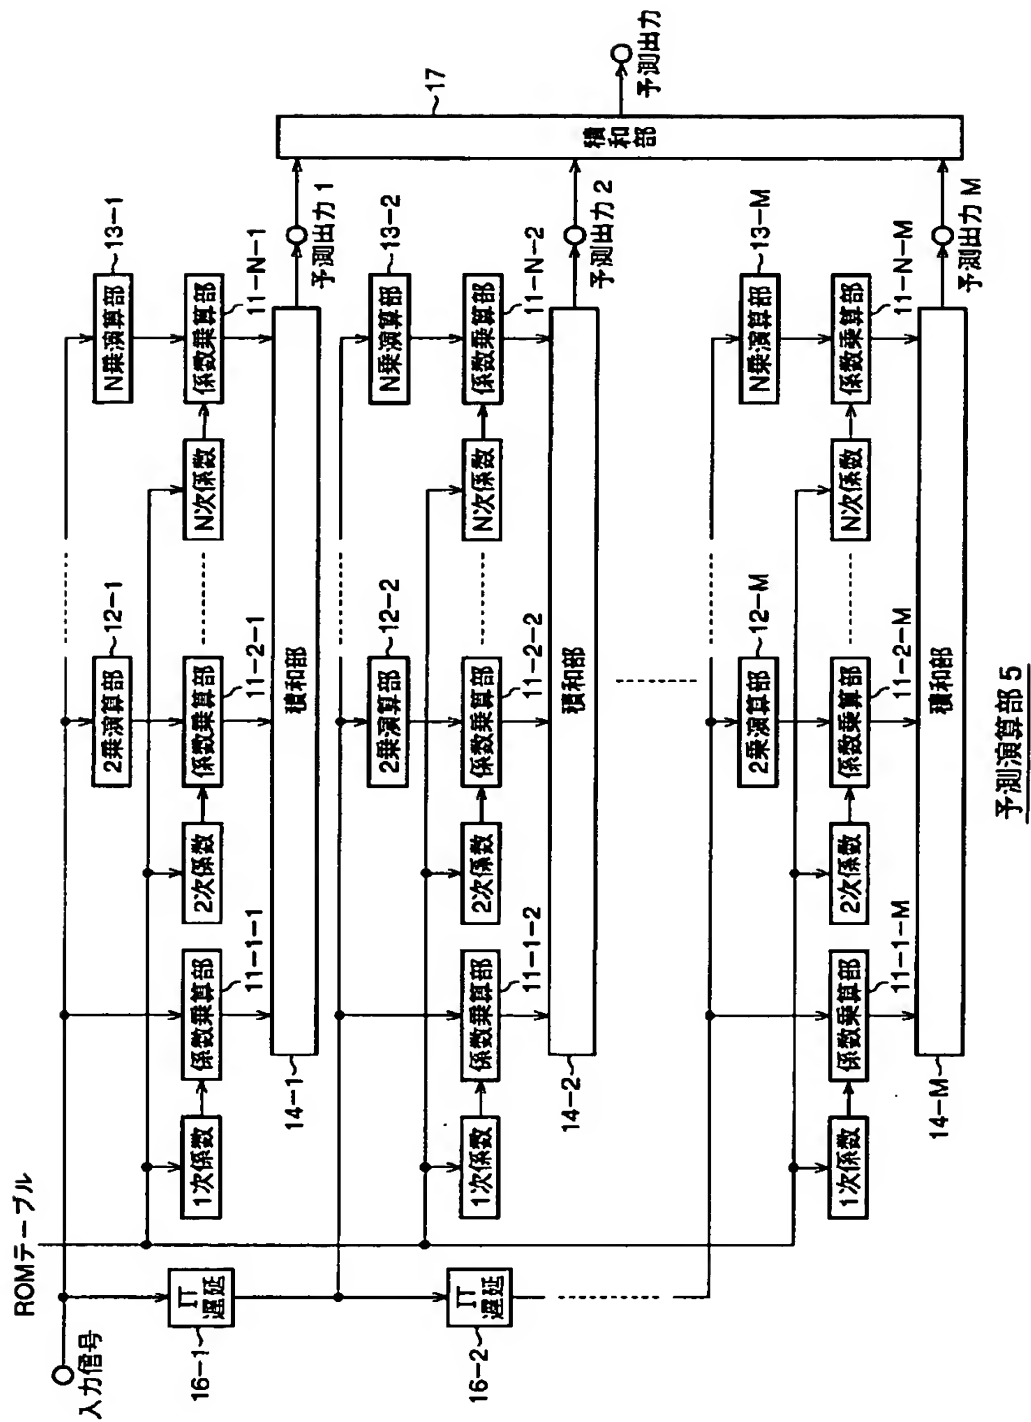 ROMテーブル
入力信号
2乗演算部
12-1
N乗演算部
13-1
1次係数
係数乗算部
11-1-1
2次係数
係数乗算部
11-2-1
N次係数
係数乗算部
11-N-1
14-1
積和部
予測出力 1
16-1
1T
遅延
2乗演算部
12-2
N乗演算部
13-2
1次係数
係数乗算部
11-1-2
2次係数
係数乗算部
11-2-2
N次係数
係数乗算部
11-N-2
14-2
積和部
予測出力 2
16-2
1T
遅延
2乗演算部
12-M
N乗演算部
13-M
1次係数
係数乗算部
11-1-M
2次係数
係数乗算部
11-2-M
N次係数
係数乗算部
11-N-M
14-M
積和部
予測出力 M
積和部
17
予測出力
予測演算部 5